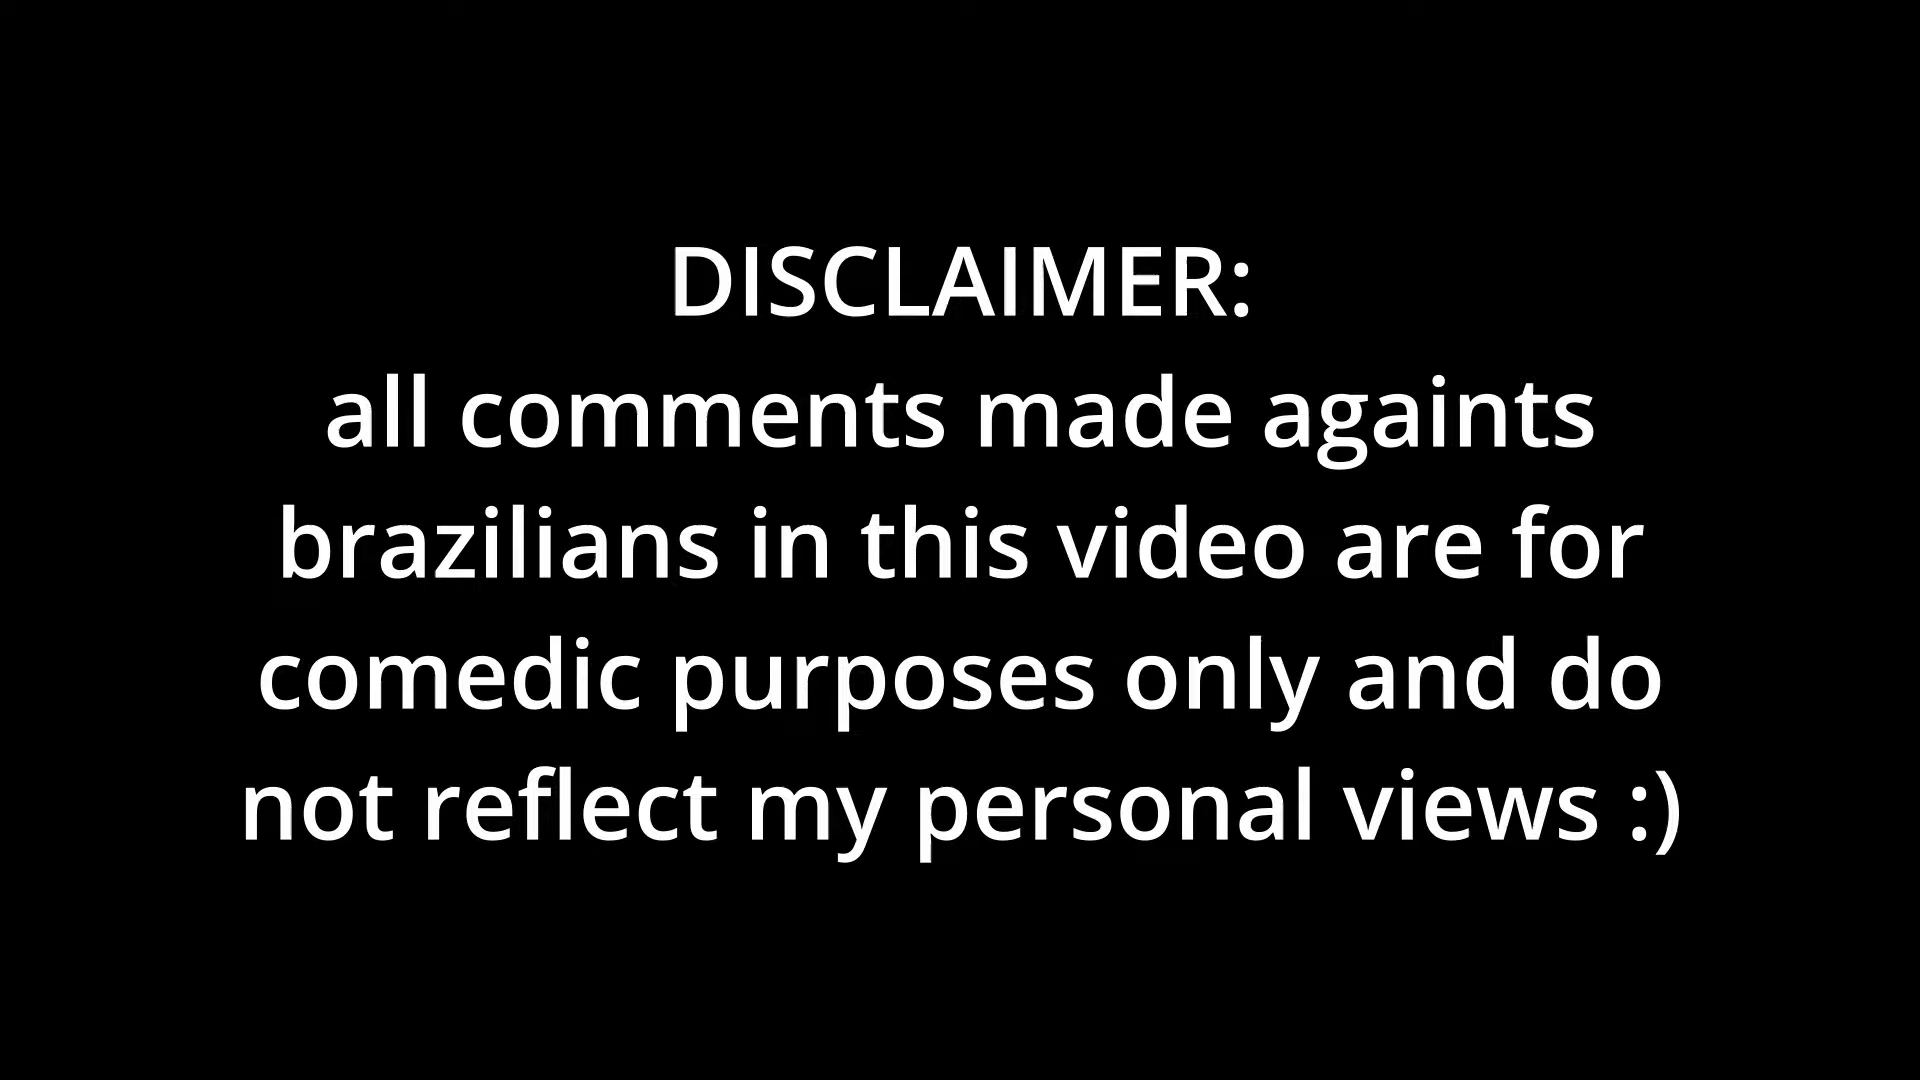 DISCLAIMER:
all comments made againts
brazilians in this video are for
comedic purposes only and do
not reflect my personal views :)